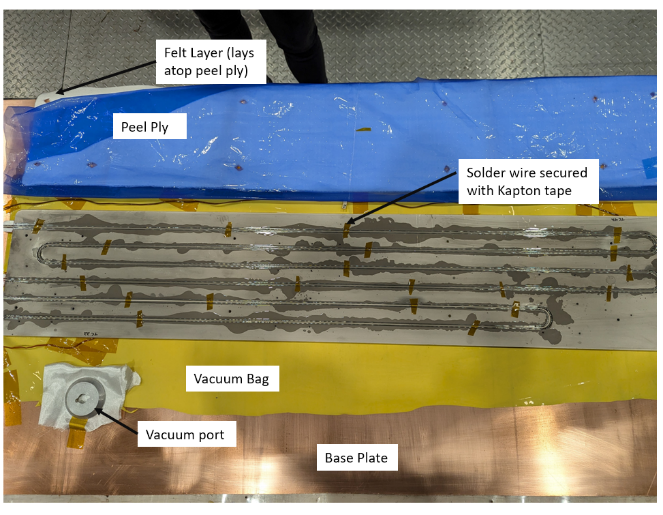 Felt Layer (lays
atop peel ply)
Peel Ply
Solder wire secured
with Kapton tape
Vacuum Bag
Vacuum port
Base Plate